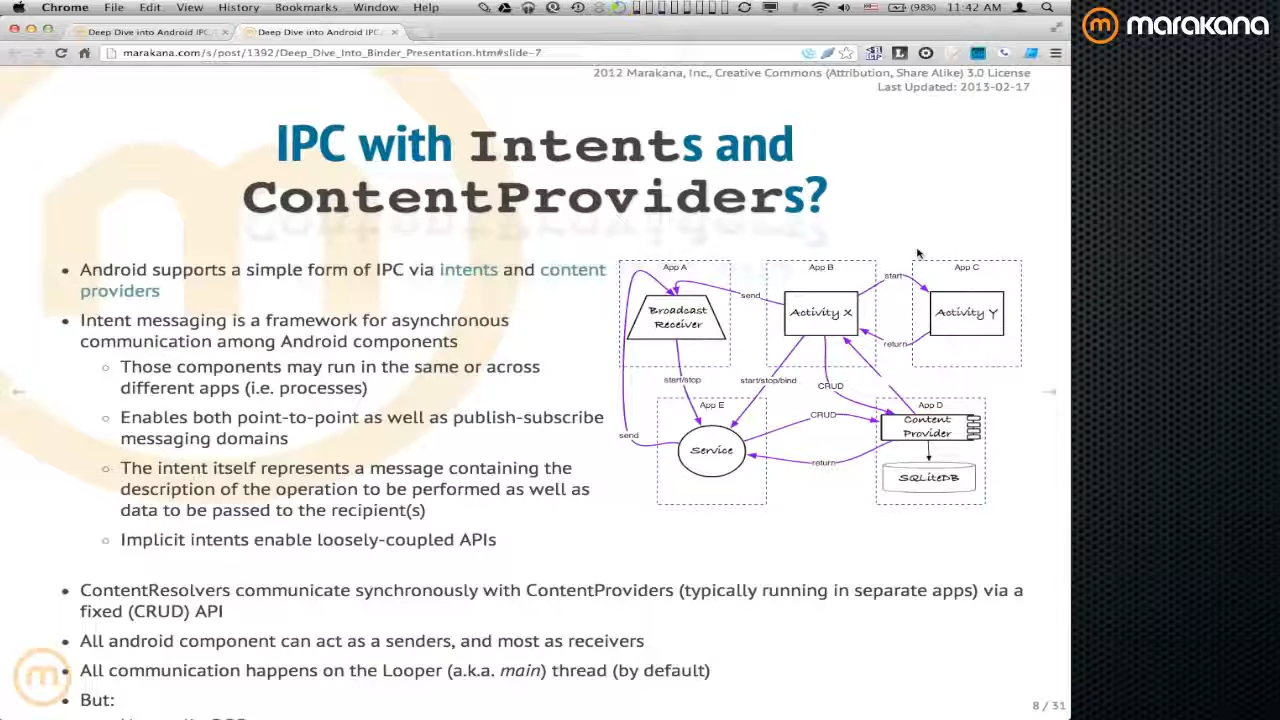 Chrome File Edit View History Bookmarks Window Help (98%) 11:42 AM
marakana
Deep Dive into Android IPC Deep Dive into Android IPC
marakana.com/s/post/1392/Deep_Dive_Into_Binder_Presentation.htm#slide-7
2012 Marakana, Inc., Creative Commons (Attribution, Share Alike) 3.0 License
Last Updated: 2013-02-17
IPC with Intents and
ContentProviders?
Android supports a simple form of IPC via intents and content
providers
Intent messaging is a framework for asynchronous
communication among Android components
Those components may run in the same or across
different apps (i.e. processes)
Enables both point-to-point as well as publish-subscribe
messaging domains
The intent itself represents a message containing the
description of the operation to be performed as well as
data to be passed to the recipient(s)
Implicit intents enable loosely-coupled APIs
App A
App B
App C
Broadcast
Receiver
send
Activity X
start
Activity Y
return
start/stop
start/stop/bind
CRUD
App E
App D
send
Service
CRUD
Content
Provider
return
SQLiteDB
ContentResolvers communicate synchronously with ContentProviders (typically running in separate apps) via a
fixed (CRUD) API
All android component can act as a senders, and most as receivers
All communication happens on the Looper (a.k.a. main) thread (by default)
But:
8 / 31